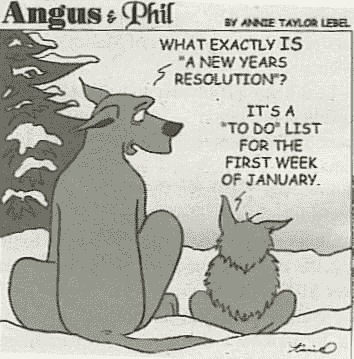 Angus & Phil
BY ANNIE TAYLOR LEBEL
WHAT EXACTLY IS
"A NEW YEARS
RESOLUTION"?
IT'S A
"TO DO" LIST
FOR THE
FIRST WEEK
OF JANUARY.